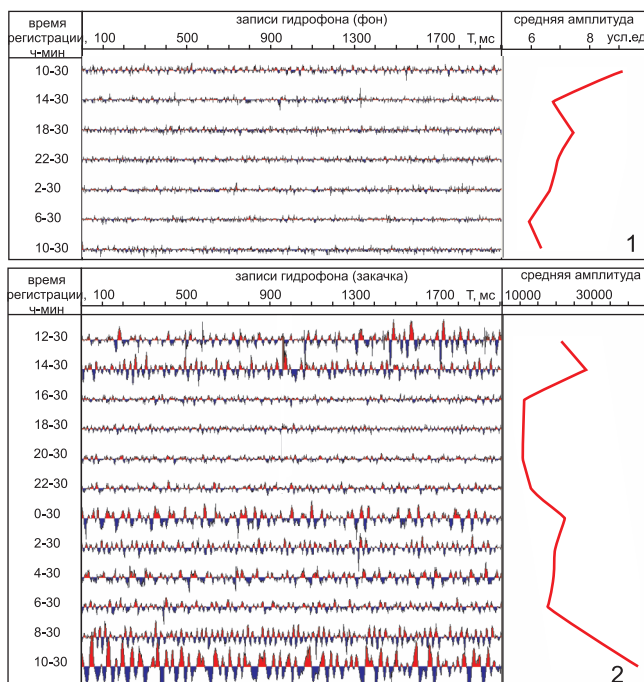 время
регистрации,
ч-мин
записи гидрофона (фон)
100 500 900 1300 1700 T, мс
средняя амплитуда
6 8 усл.ед
10-30
14-30
18-30
22-30
2-30
6-30
10-30
1
время
регистрации,
ч-мин
записи гидрофона (закачка)
100 500 900 1300 1700 T, мс
средняя амплитуда
10000 30000
12-30
14-30
16-30
18-30
20-30
22-30
0-30
2-30
4-30
6-30
8-30
10-30
2